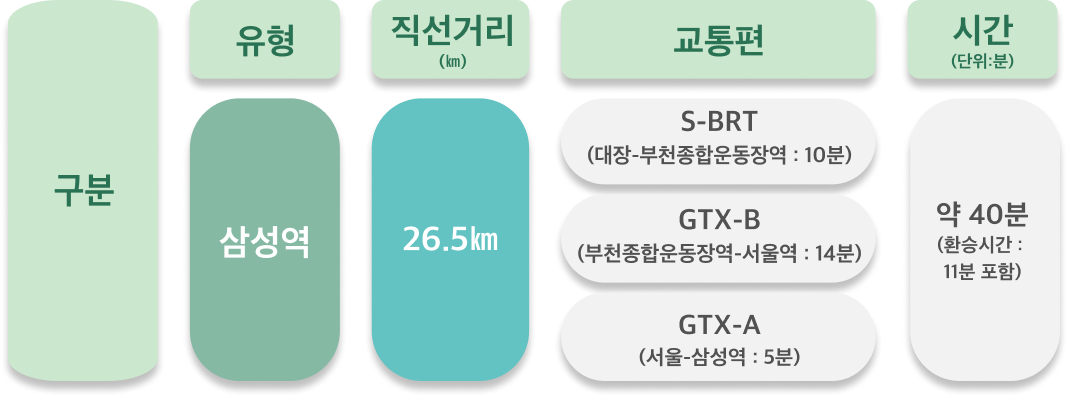 구분
유형
직선거리
(㎞)
교통편
시간
(단위:분)
삼성역
26.5㎞
S-BRT
(대장-부천종합운동장역 : 10분)
GTX-B
(부천종합운동장역-서울역 : 14분)
GTX-A
(서울-삼성역 : 5분)
약 40분
(환승시간 :
11분 포함)